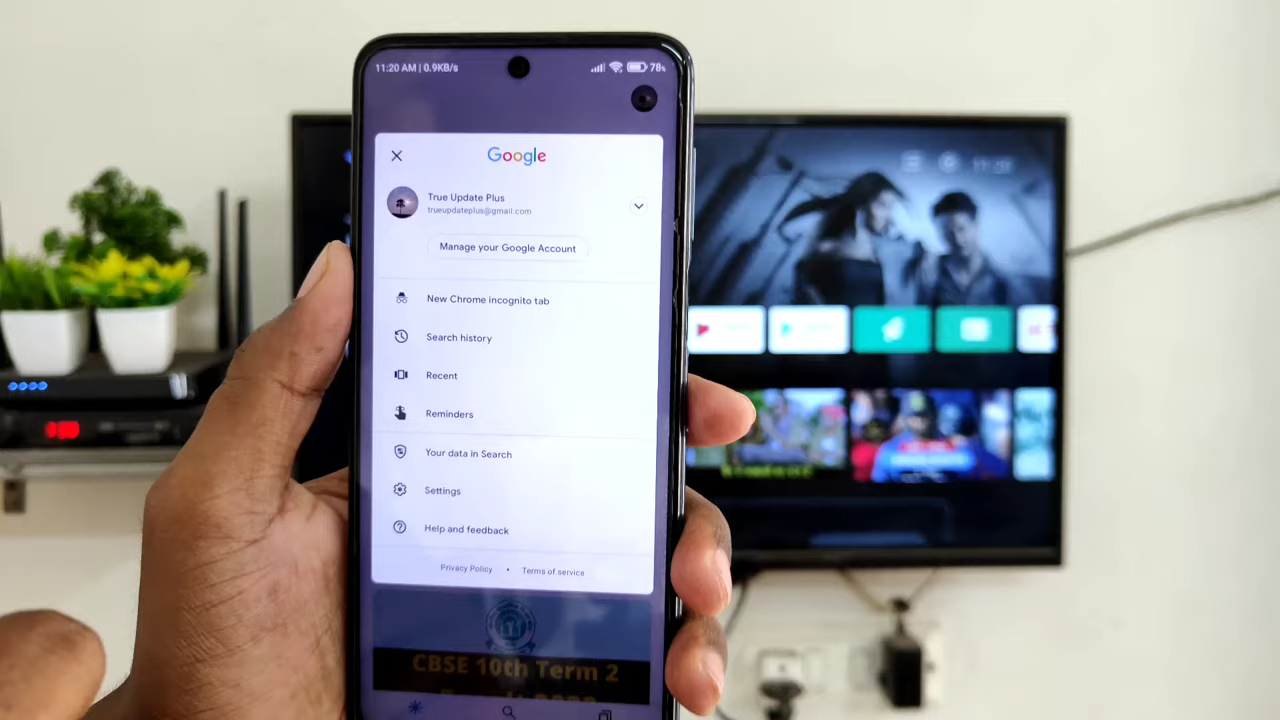 11:20 AM | 0.9KB/s
78%
Google
True Update Plus
trueupdateplus@gmail.com
Manage your Google Account
New Chrome incognito tab
Search history
Recent
Reminders
Your data in Search
Settings
Help and feedback
Privacy Policy • Terms of service
CBSE 10th Term 2